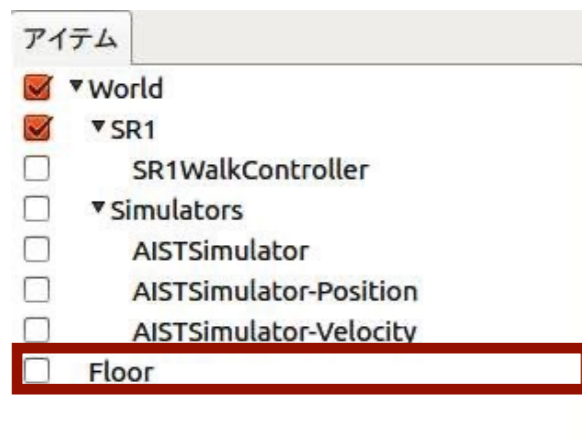 アイテム
World
SR1
SR1WalkController
Simulators
AISTSimulator
AISTSimulator-Position
AISTSimulator-Velocity
Floor